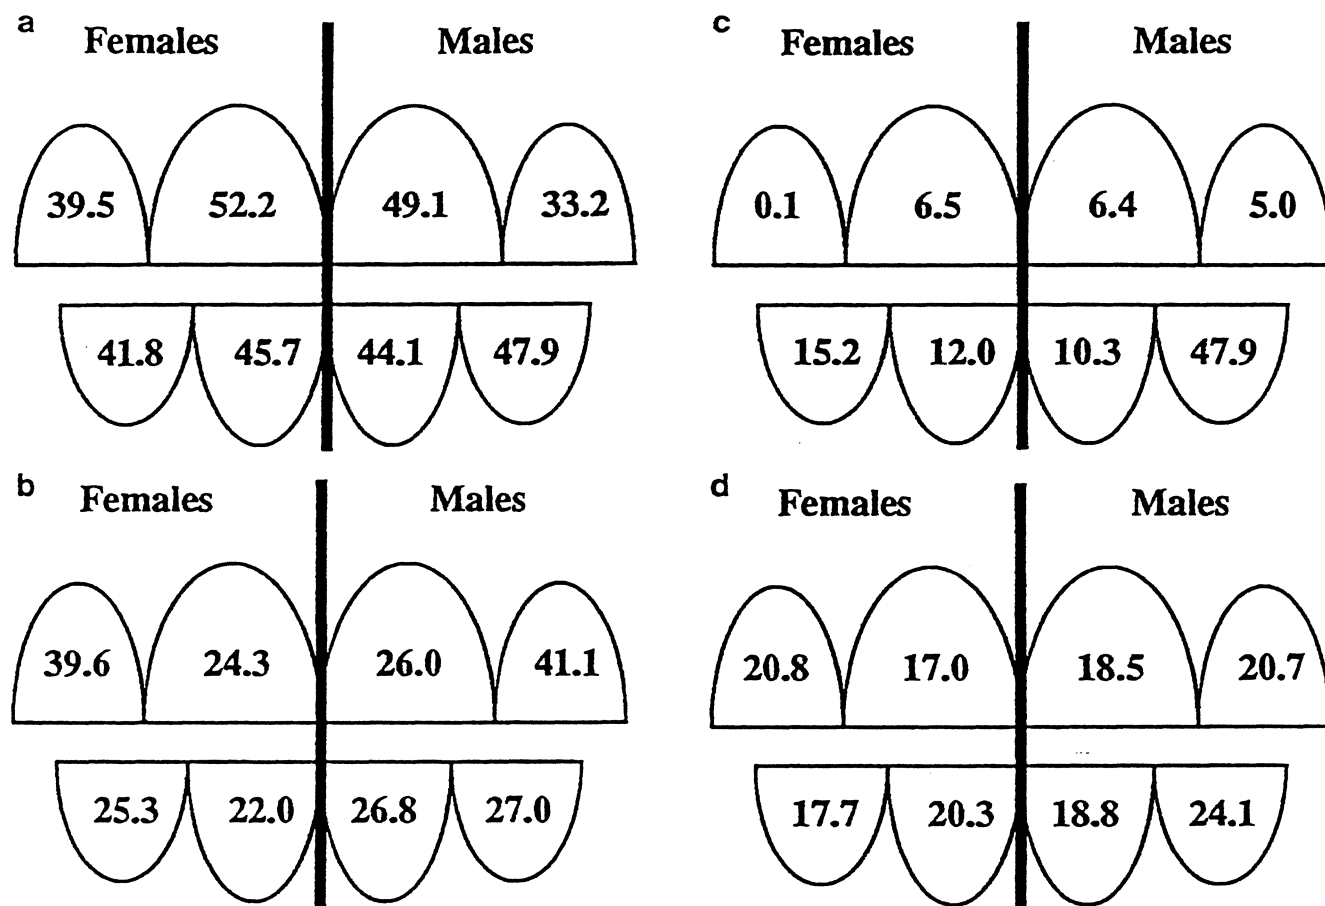 a
Females Males
39.5 52.2 49.1 33.2
41.8 45.7 44.1 47.9
b
Females Males
39.6 24.3 26.0 41.1
25.3 22.0 26.8 27.0
c
Females Males
0.1 6.5 6.4 5.0
15.2 12.0 10.3 47.9
d
Females Males
20.8 17.0 18.5 20.7
17.7 20.3 18.8 24.1